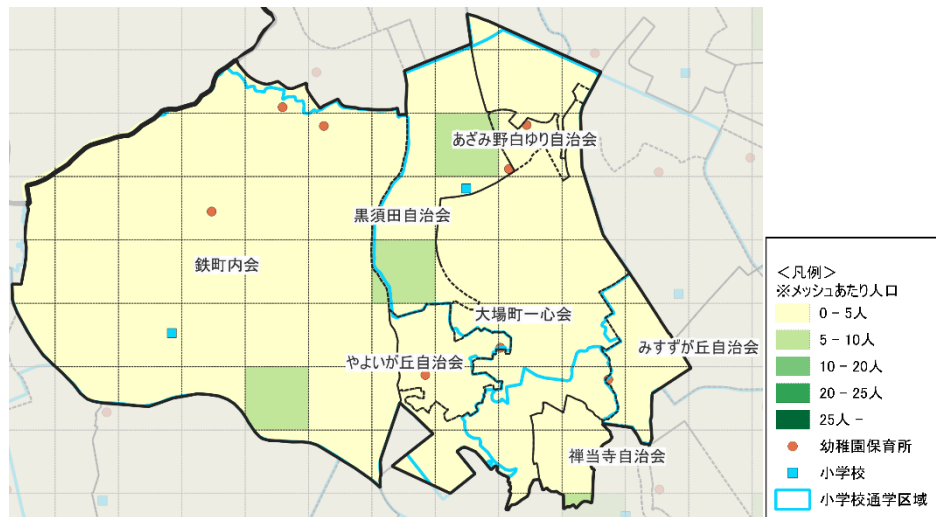 あざみ野白ゆり自治会
黒須田自治会
鉄町内会
大場町一心会
みすずが丘自治会
やよいが丘自治会
禅当寺自治会
＜凡例＞
※メッシュあたり人口
0 - 5人
5 - 10人
10 - 20人
20 - 25人
25人 -
幼稚園保育所
小学校
小学校通学区域